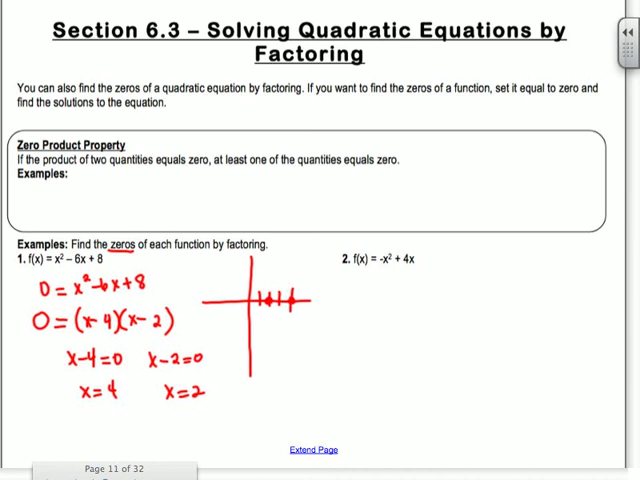 Section 6.3 – Solving Quadratic Equations by
Factoring
You can also find the zeros of a quadratic equation by factoring. If you want to find the zeros of a function, set it equal to zero and
find the solutions to the equation.
Zero Product Property
If the product of two quantities equals zero, at least one of the quantities equals zero.
Examples:
Examples: Find the zeros of each function by factoring.
1. f(x) = x² – 6x + 8
2. f(x) = -x² + 4x
0 = x² - 6x + 8
0 = (x - 4)(x - 2)
x - 4 = 0 x - 2 = 0
x = 4 x = 2
Extend Page
Page 11 of 32